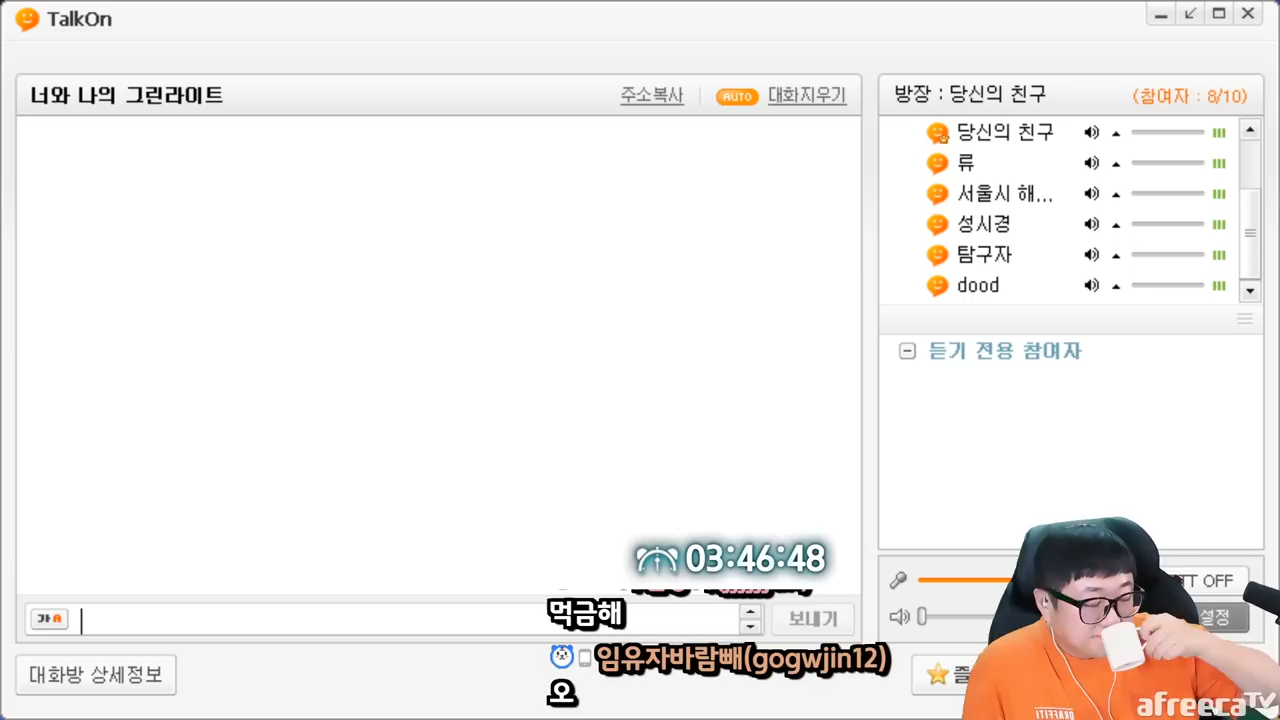 TalkOn
너와 나의 그린라이트
주소복사
AUTO
대화지우기
방장 : 당신의 친구
(참여자 : 8/10)
당신의 친구
류
서울시 해...
성시경
탐구자
dood
듣기 전용 참여자
03:46:48
가A
보내기
먹금해
임유자바람빼(gogwjin12)
오
OFF
설정
대화방 상세정보
즐
afreecaTV